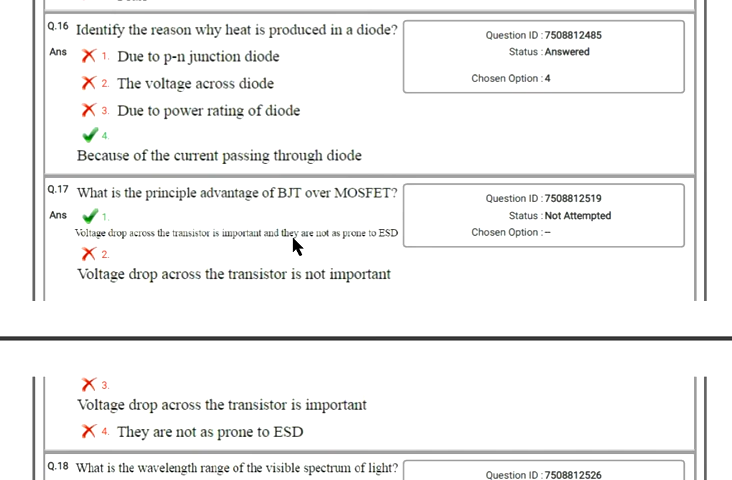 Q.16 Identify the reason why heat is produced in a diode?
Question ID : 7508812485
Status : Answered
Chosen Option : 4
Ans
1. Due to p-n junction diode
2. The voltage across diode
3. Due to power rating of diode
4.
Because of the current passing through diode
Q.17 What is the principle advantage of BJT over MOSFET?
Question ID : 7508812519
Status : Not Attempted
Chosen Option : --
Ans
1.
Voltage drop across the transistor is important and they are not as prone to ESD
2.
Voltage drop across the transistor is not important
3.
Voltage drop across the transistor is important
4. They are not as prone to ESD
Q.18 What is the wavelength range of the visible spectrum of light?
Question ID : 7508812526